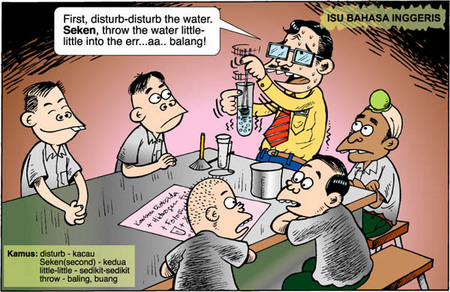 First, disturb-disturb the water.
Seken, throw the water little-
little into the err...aa.. balang!
ISU BAHASA INGGERIS
Kamus: disturb - kacau
Seken(second) - kedua
little-little - sedikit-sedikit
throw - baling, buang